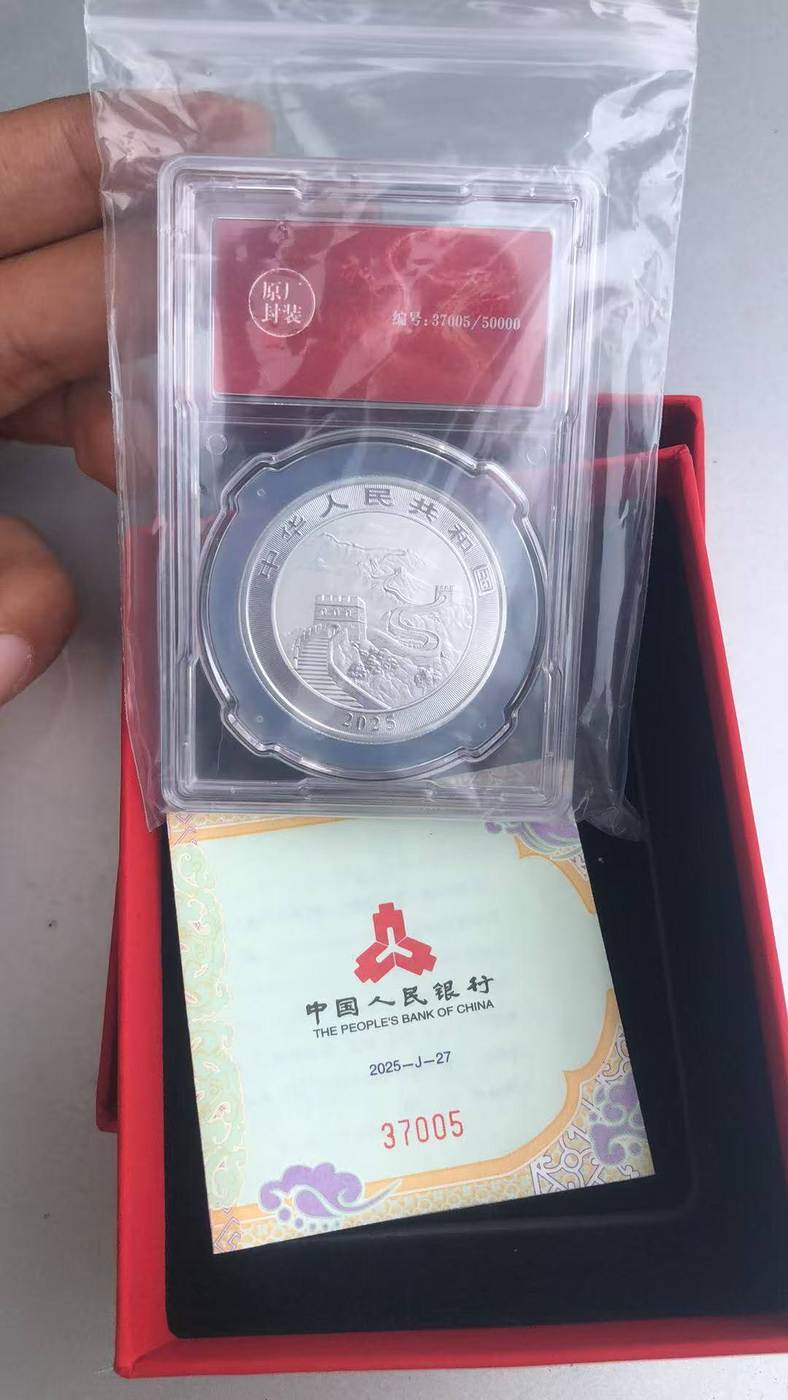 原厂
封装
编号:37005/50000
中华人民共和国
2025
中国人民银行
THE PEOPLE'S BANK OF CHINA
2025—J—27
37005